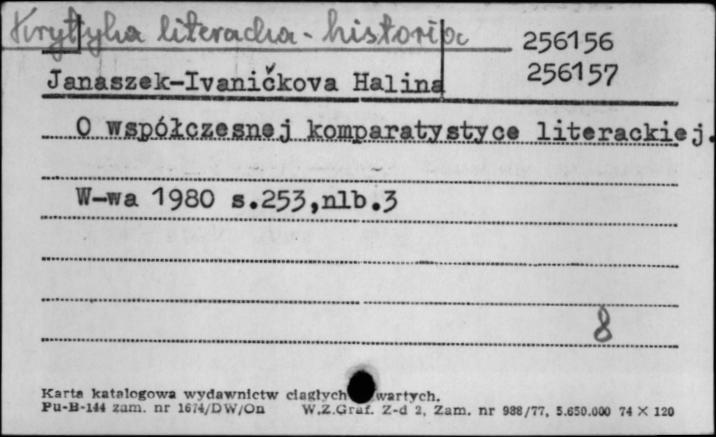 Krytyka literacka - historia
256156
Janaszek-Ivaničkova Halina
256157
O współczesnej komparatystyce literackiej.
W-wa 1980 s.253,nlb.3
8
Karta katalogowa wydawnictw ciągłych wartych.
Pu-B-144 zam. nr 1674/DW/On W.Z.Graf. Z-d 2, Zam. nr 988/77, 5.650.000 74 X 120